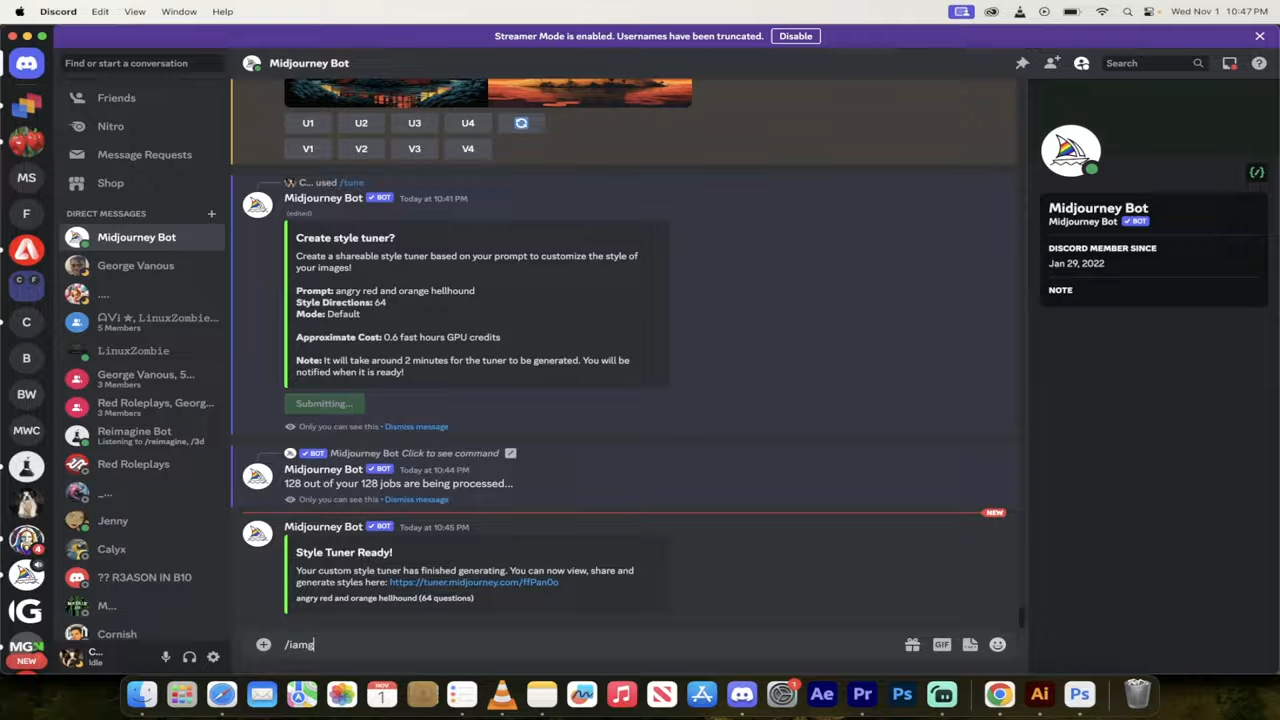 Discord Edit View Window Help
Wed Nov 1 10:47 PM
Streamer Mode is enabled. Usernames have been truncated. Disable
Find or start a conversation
Midjourney Bot
Search
Friends
Nitro
Message Requests
Shop
DIRECT MESSAGES
Midjourney Bot
George Vanous
....
ᗩᐯi ★, LinuxZombie...
5 Members
LinuxZombie
George Vanous, 5...
3 Members
Red Roleplays, Georg...
3 Members
Reimagine Bot
Listening to /reimagine, /3d
Red Roleplays
_...
Jenny
Calyx
?? R3ASON IN B10
M...
Cornish
C...
Idle
MS
F
C F
C
B
BW
MWC
4
MGN
NEW
U1 U2 U3 U4
V1 V2 V3 V4
C... used /tune
Midjourney Bot BOT Today at 10:41 PM
(edited)
Create style tuner?
Create a shareable style tuner based on your prompt to customize the style of
your images!
Prompt: angry red and orange hellhound
Style Directions: 64
Mode: Default
Approximate Cost: 0.6 fast hours GPU credits
Note: It will take around 2 minutes for the tuner to be generated. You will be
notified when it is ready!
Submitting...
Only you can see this • Dismiss message
BOT Midjourney Bot Click to see command
Midjourney Bot BOT Today at 10:44 PM
128 out of your 128 jobs are being processed...
Only you can see this • Dismiss message
NEW
Midjourney Bot BOT Today at 10:45 PM
Style Tuner Ready!
Your custom style tuner has finished generating. You can now view, share and
generate styles here: https://tuner.midjourney.com/ffPan0o
angry red and orange hellhound (64 questions)
/iamg
GIF
Midjourney Bot
Midjourney Bot BOT
DISCORD MEMBER SINCE
Jan 29, 2022
NOTE
NOV
1
1
Ae
Pr
Ps
Ai
Ps